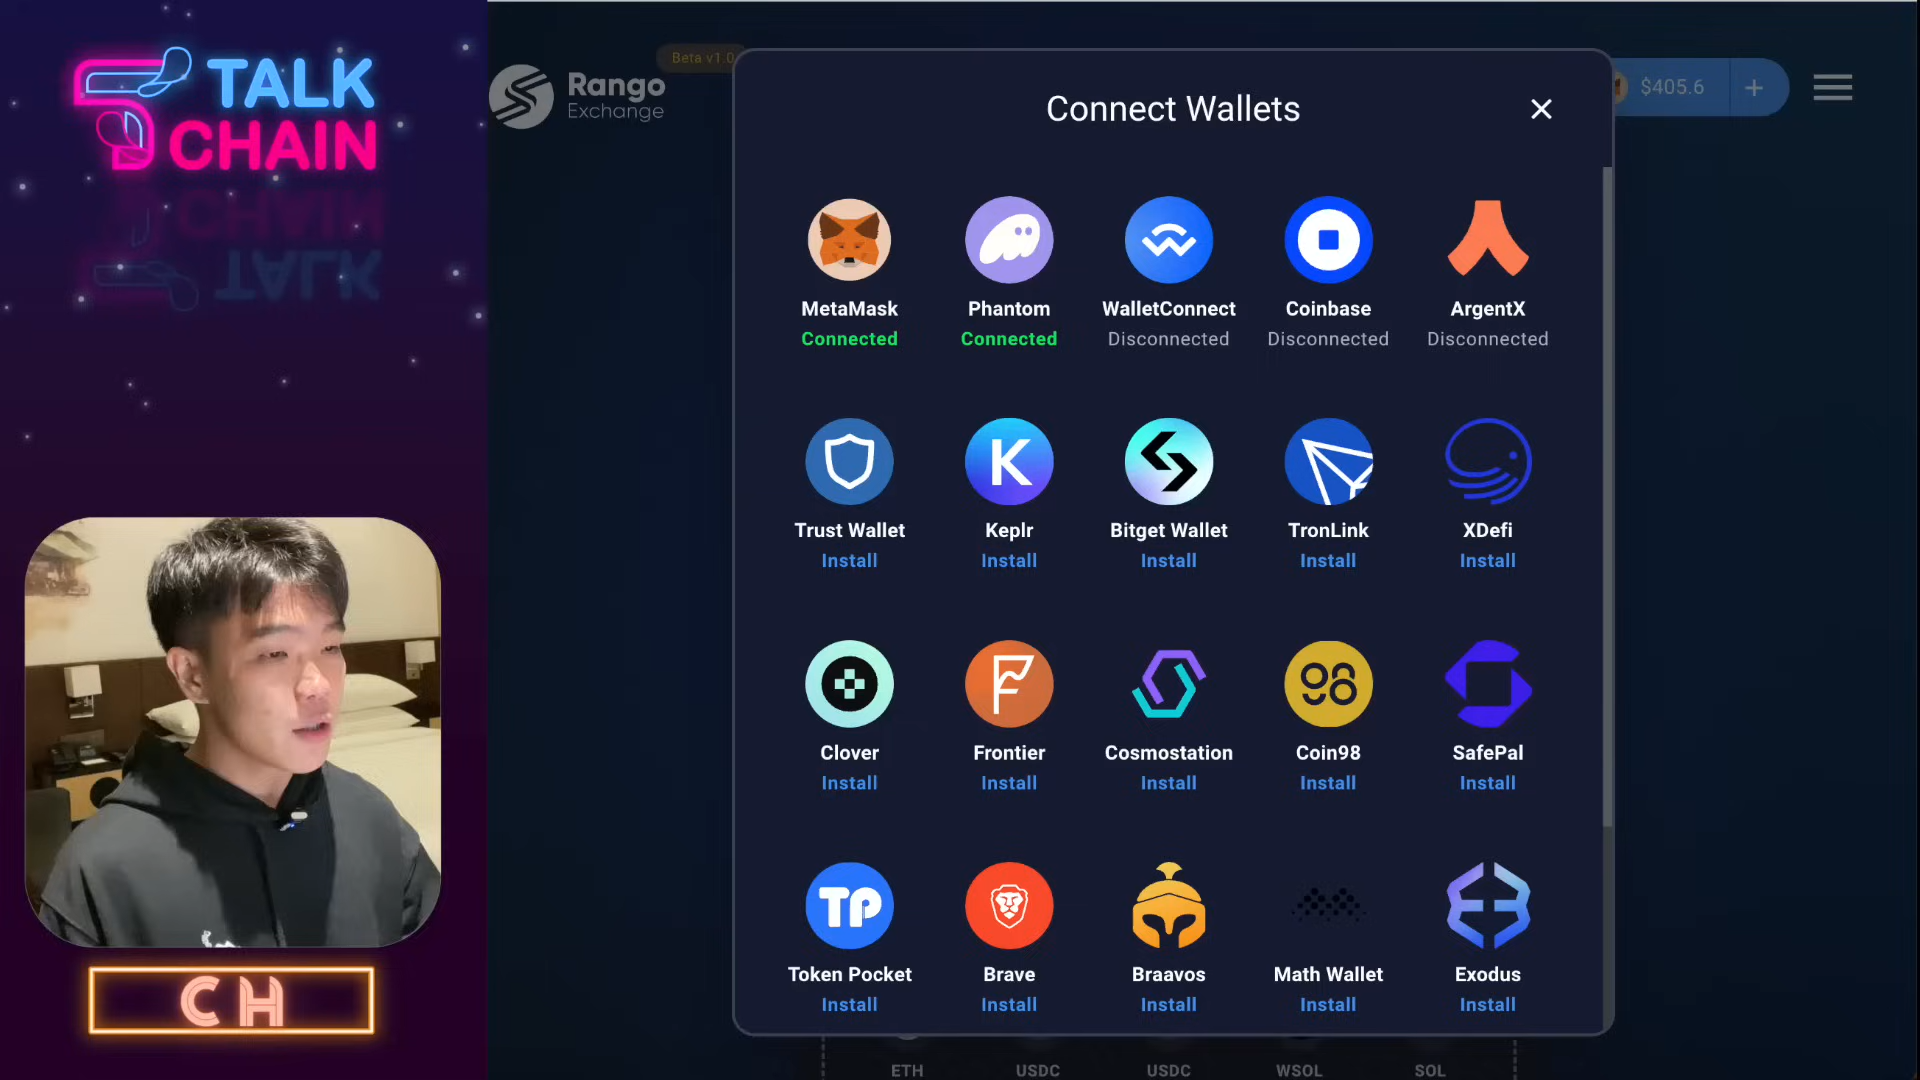 TALK
CHAIN
Rango
Exchange
Beta v1.0
$405.6
+
Connect Wallets
MetaMask
Connected
Phantom
Connected
WalletConnect
Disconnected
Coinbase
Disconnected
ArgentX
Disconnected
Trust Wallet
Install
Keplr
Install
Bitget Wallet
Install
TronLink
Install
XDefi
Install
Clover
Install
Frontier
Install
Cosmostation
Install
Coin98
Install
SafePal
Install
TP
Token Pocket
Install
Brave
Install
Braavos
Install
Math Wallet
Install
Exodus
Install
ETH
USDC
USDC
WSOL
SOL
CH